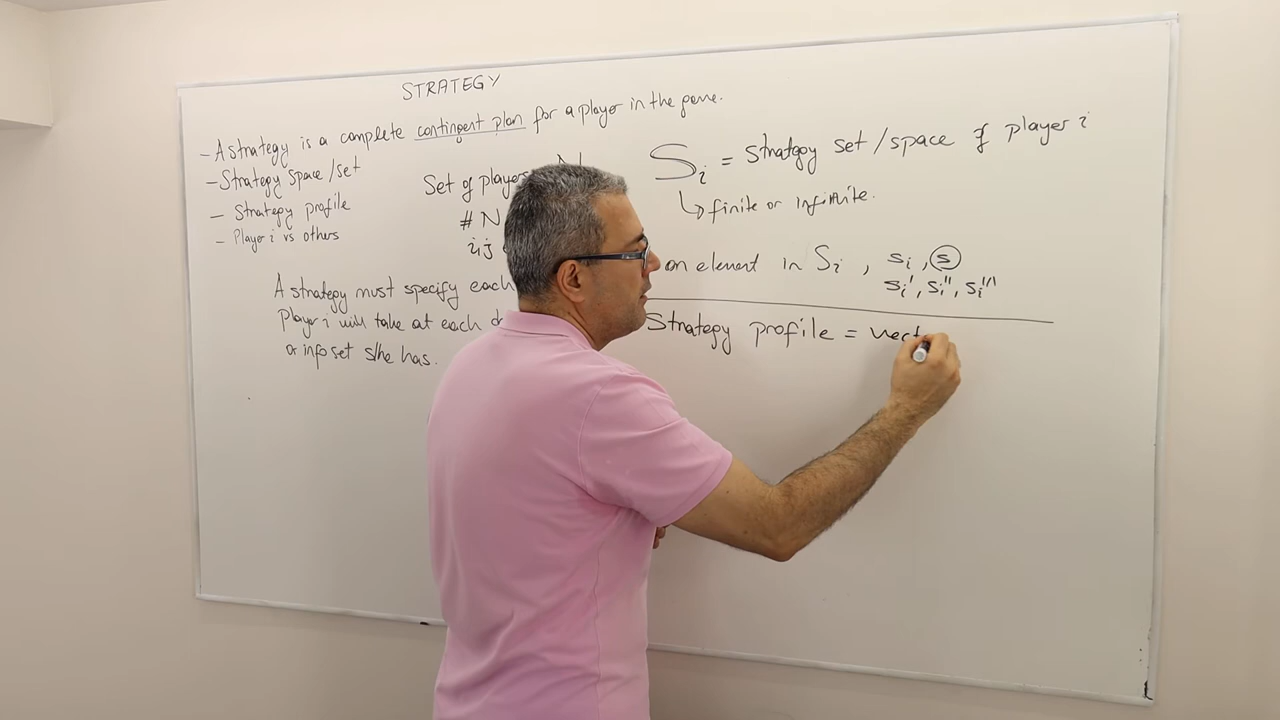 STRATEGY
- A strategy is a complete contingent plan for a player in the game.
- Strategy space/set
- Strategy profile
- Player i vs others
Set of players N
# N
i, j
A strategy must specify each
player i will take at each
or info set s/he has.
Si = strategy set/space of player i
↳ finite or infinite.
an element in Si , si , s
si', si'', si'''
Strategy profile = vect